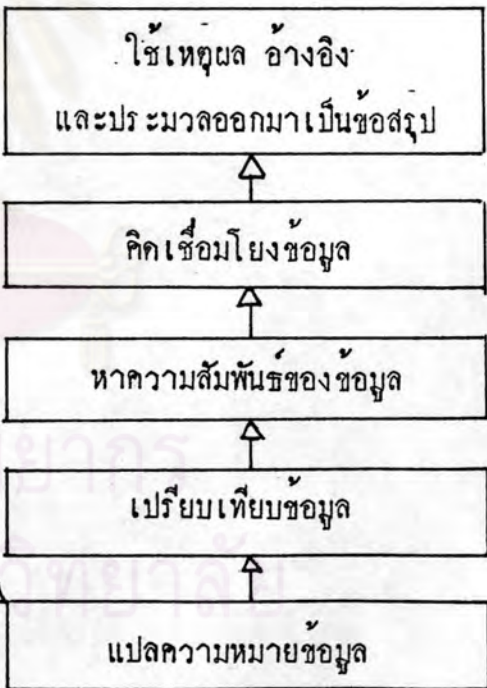 ใช้เหตุผล อ้างอิง
และประมวลออกมาเป็นข้อสรุป
คิดเชื่อมโยงข้อมูล
หาความสัมพันธ์ของข้อมูล
เปรียบเทียบข้อมูล
แปลความหมายข้อมูล